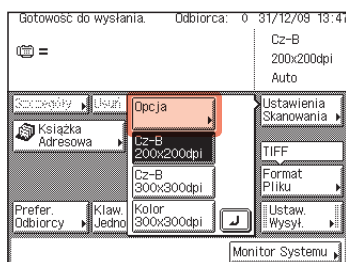 Gotowość do wysłania. Odbiorca: 0 31/12/09 13:47
=
Cz-B
200x200dpi
Auto
Szczegóły Usuń
Opcja
Ustawienia
Skanowania
Książka
Adresowa
Cz-B
200x200dpi
TIFF
Cz-B
300x300dpi
Format
Pliku
Prefer.
Odbiorcy
Klaw.
Jedno
Kolor
300x300dpi
Ustaw.
Wysył.
Monitor Systemu